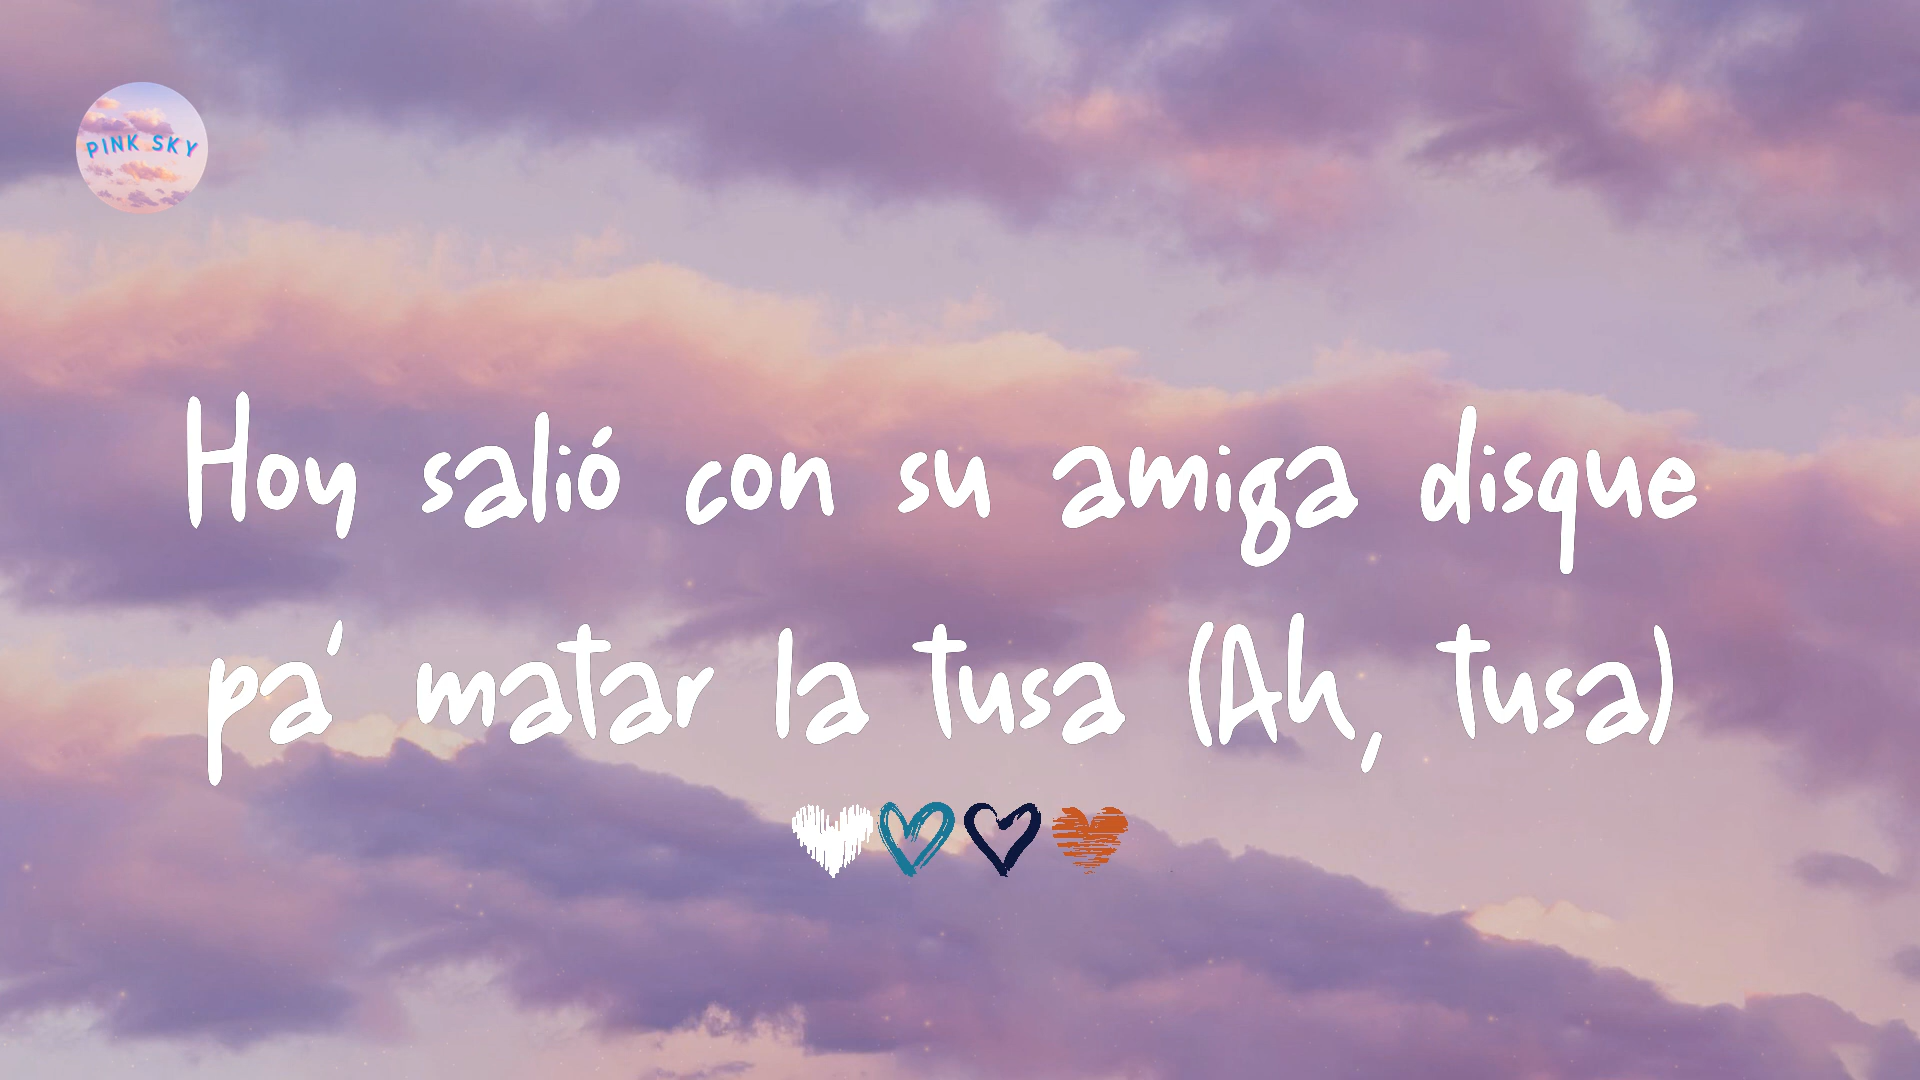 PINK SKY
Hoy salió con su amiga disque
pa' matar la tusa (Ah, tusa)